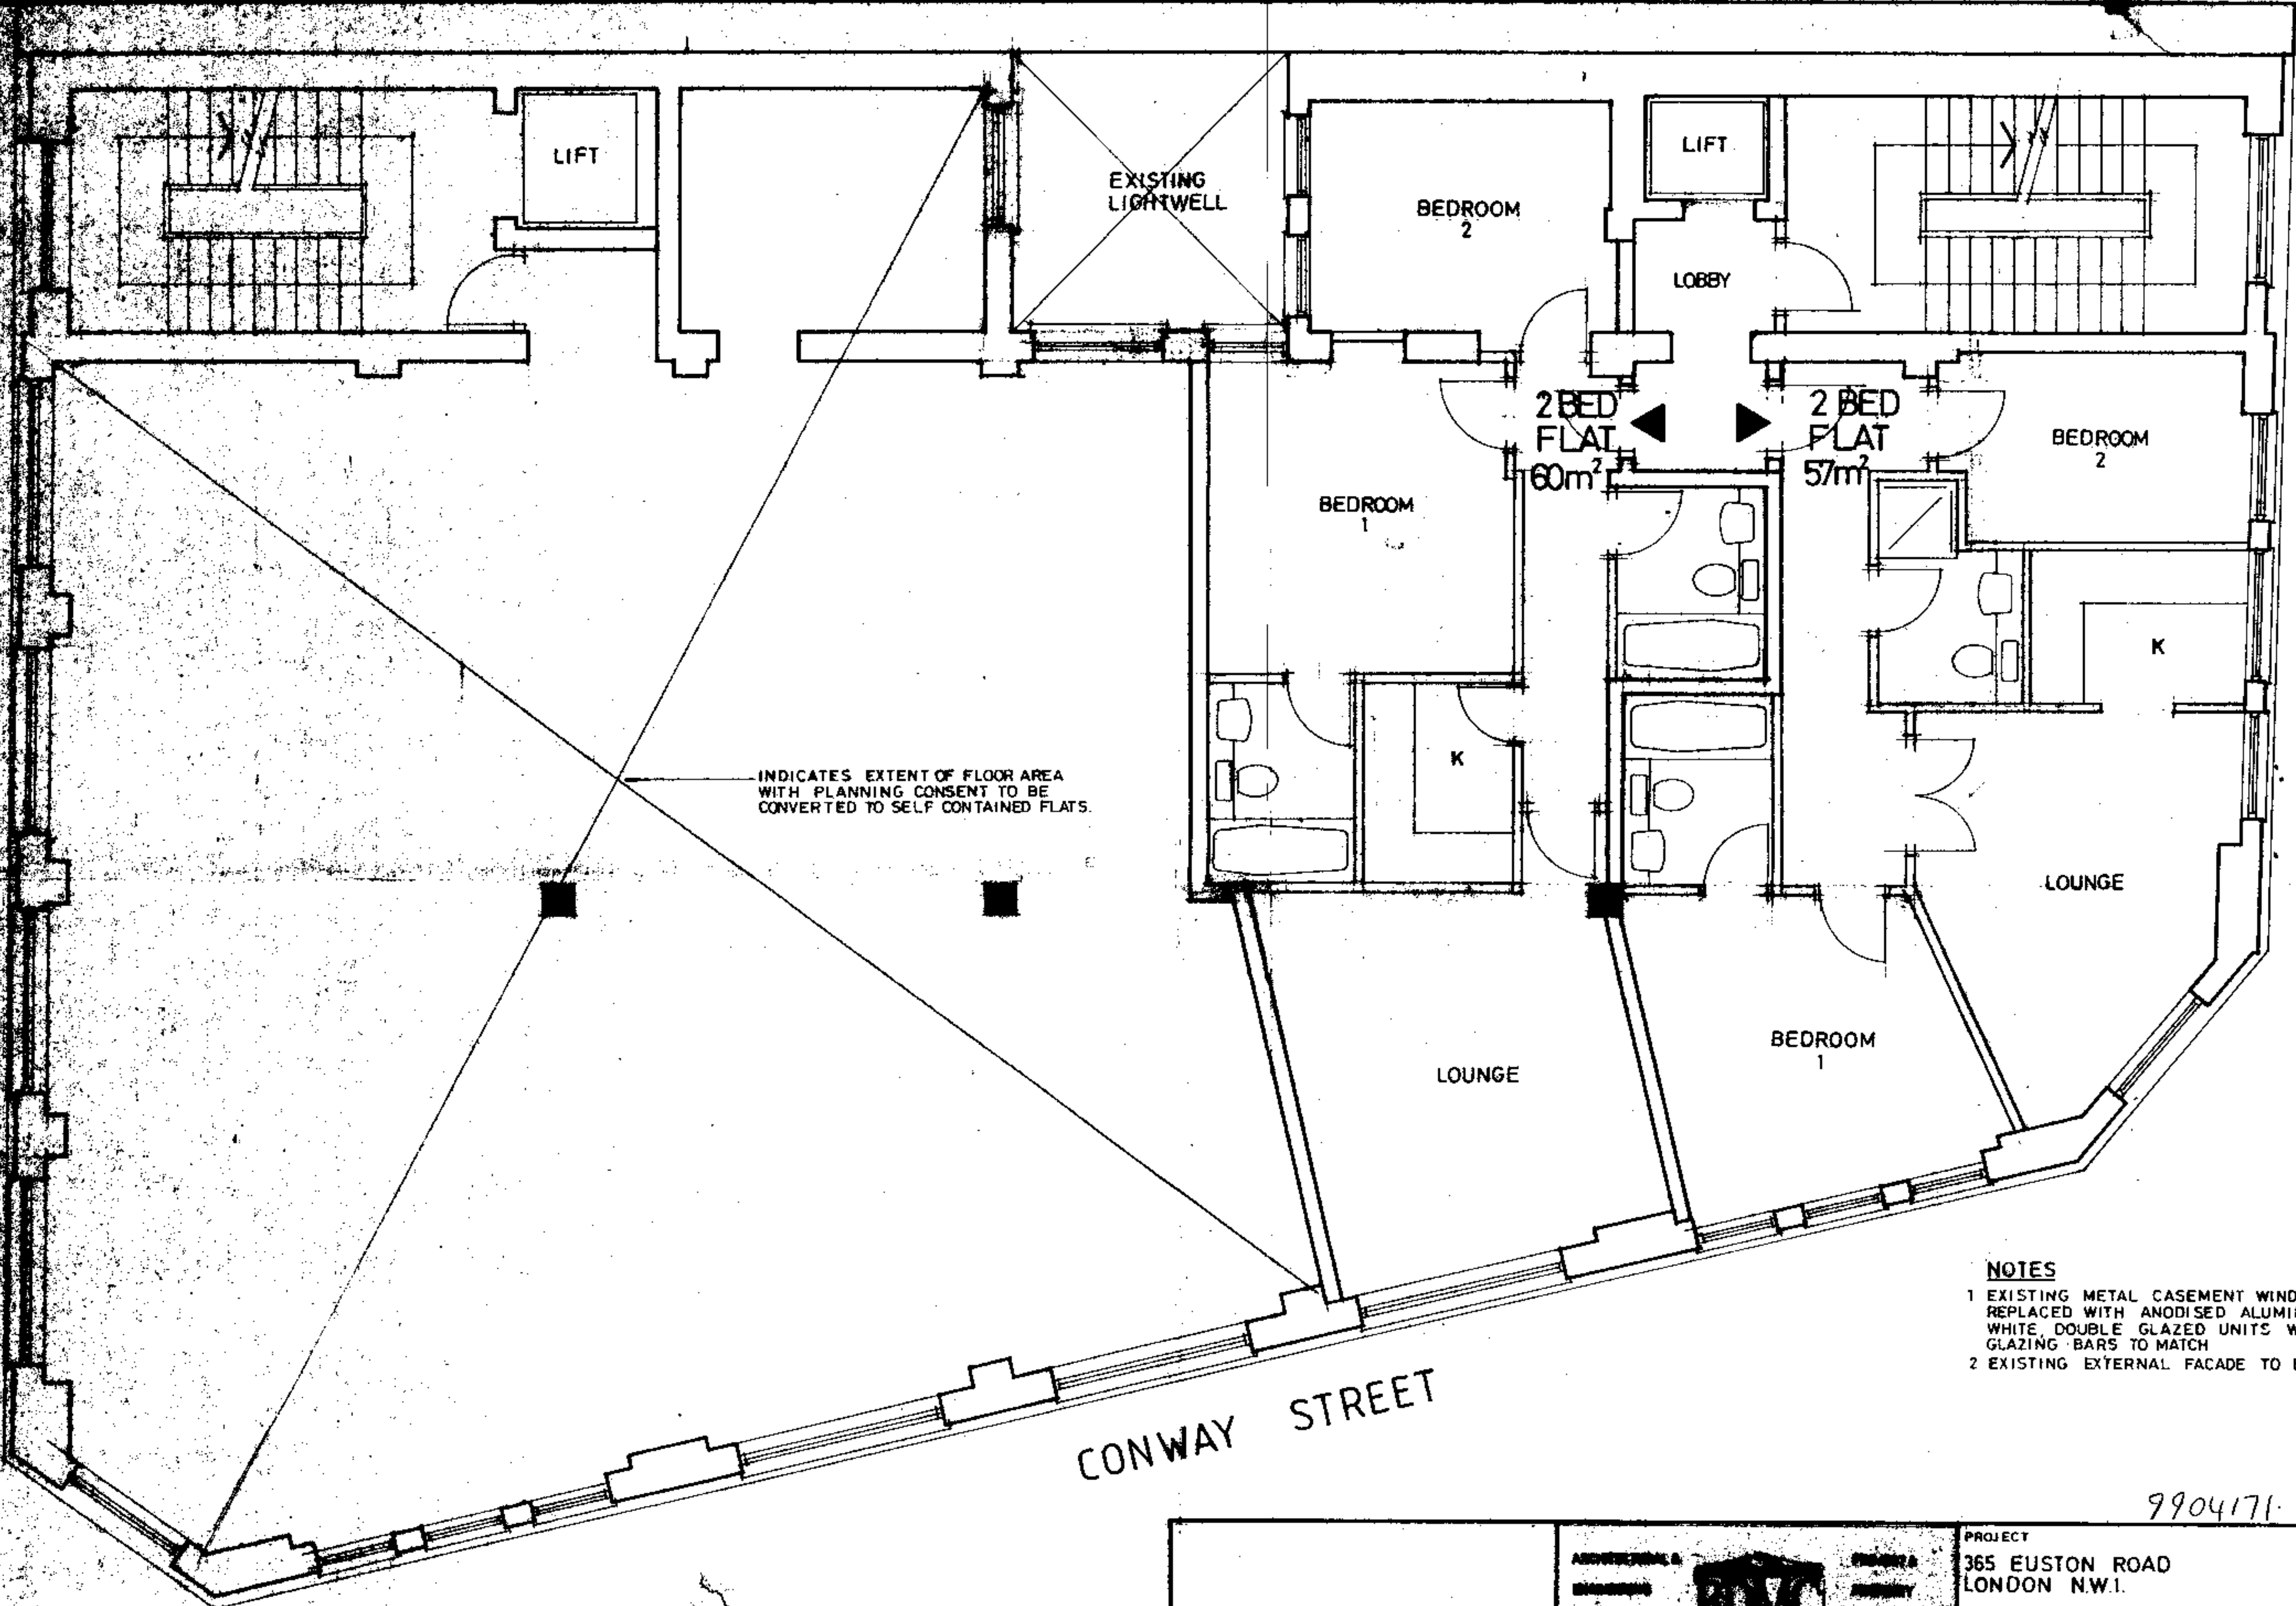 LIFT
EXISTING
LIGHTWELL
BEDROOM
2
LIFT
LOBBY
2 BED
FLAT
60m²
2 BED
FLAT
57m²
BEDROOM
2
BEDROOM
1
K
K
INDICATES EXTENT OF FLOOR AREA
WITH PLANNING CONSENT TO BE
CONVERTED TO SELF CONTAINED FLATS.
LOUNGE
LOUNGE
BEDROOM
1
CONWAY STREET
NOTES
1 EXISTING METAL CASEMENT WIND
REPLACED WITH ANODISED ALUMI
WHITE, DOUBLE GLAZED UNITS W
GLAZING BARS TO MATCH
2 EXISTING EXTERNAL FACADE TO
9904171
PROJECT
365 EUSTON ROAD
LONDON N.W.1.